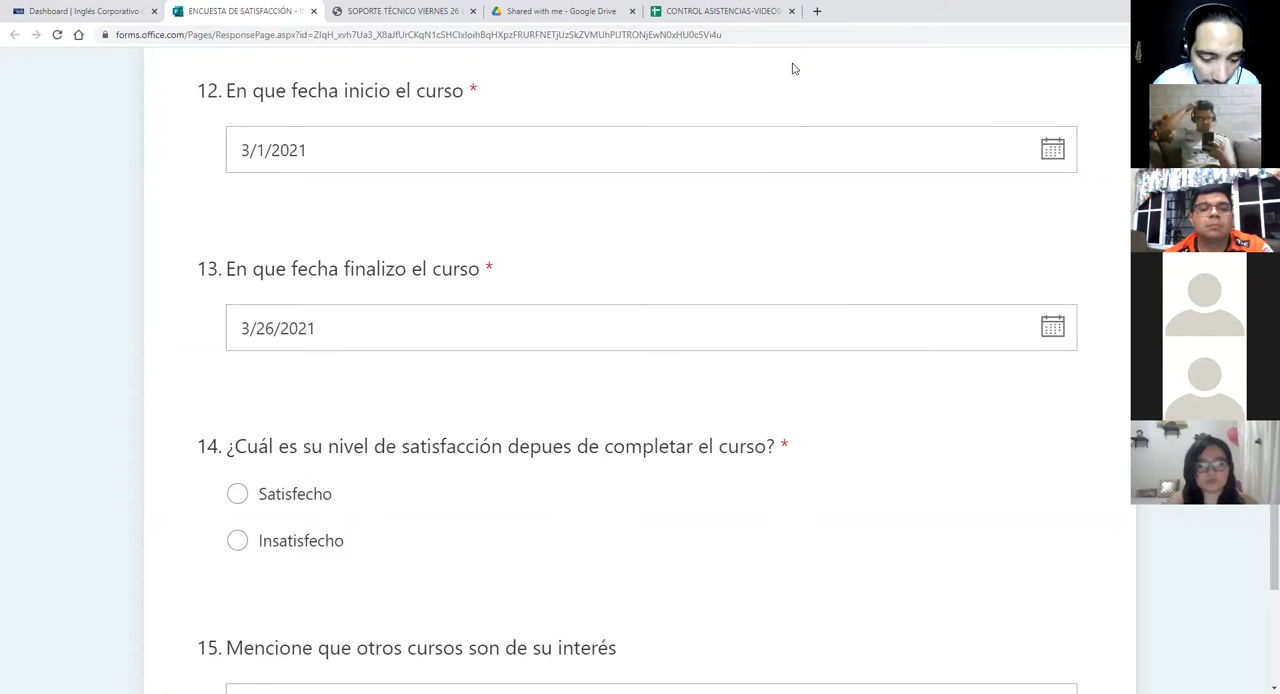 Dashboard | Inglés Corporativo
ENCUESTA DE SATISFACCIÓN -
SOPORTE TÉCNICO VIERNES 26
Shared with me - Google Drive
CONTROL ASISTENCIAS-VIDEOS
12. En que fecha inicio el curso *
3/1/2021
13. En que fecha finalizo el curso *
3/26/2021
14. ¿Cuál es su nivel de satisfacción depues de completar el curso? *
Satisfecho
Insatisfecho
15. Mencione que otros cursos son de su interés